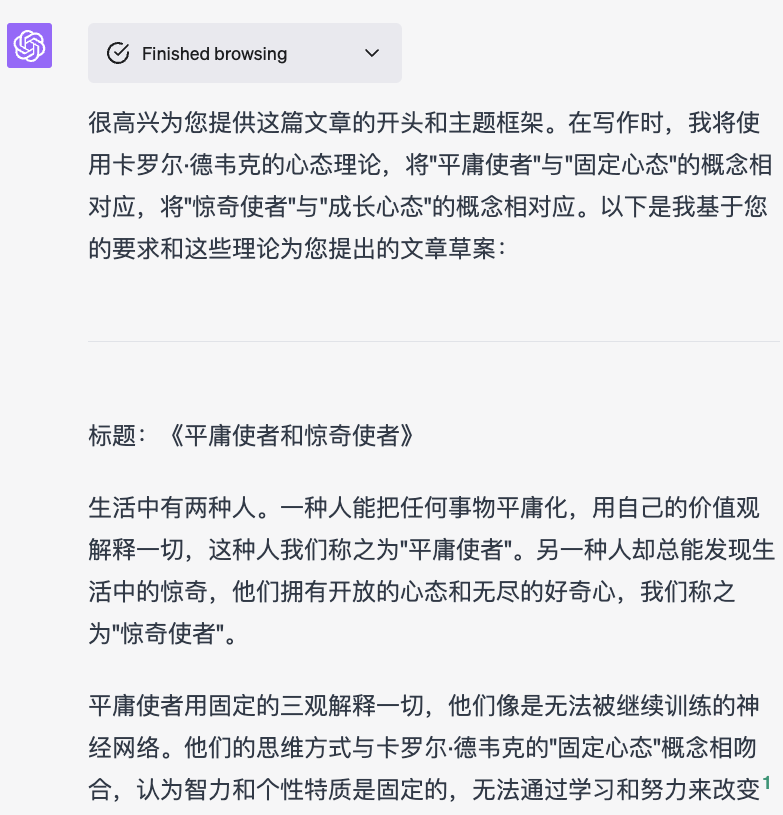 Finished browsing
很高兴为您提供这篇文章的开头和主题框架。在写作时，我将使
用卡罗尔·德韦克的心态理论，将"平庸使者"与"固定心态"的概念相
对应，将"惊奇使者"与"成长心态"的概念相对应。以下是我基于您
的要求和这些理论为您提出的文章草案：
标题：《平庸使者和惊奇使者》
生活中有两种人。一种人能把任何事物平庸化，用自己的价值观
解释一切，这种人我们称之为"平庸使者"。另一种人却总能发现生
活中的惊奇，他们拥有开放的心态和无尽的好奇心，我们称之
为"惊奇使者"。
平庸使者用固定的三观解释一切，他们像是无法被继续训练的神
经网络。他们的思维方式与卡罗尔·德韦克的"固定心态"概念相吻
合，认为智力和个性特质是固定的，无法通过学习和努力来改变1